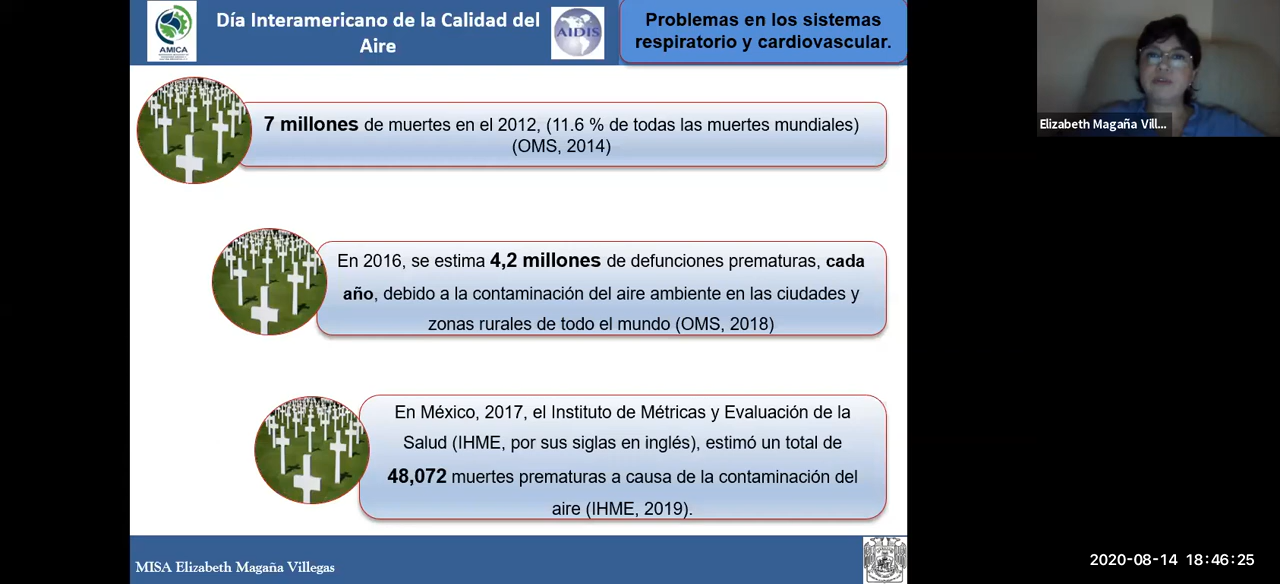 AMICA
Día Interamericano de la Calidad del
Aire
AIDIS
Problemas en los sistemas
respiratorio y cardiovascular.
Elizabeth Magaña Vill...
7 millones de muertes en el 2012, (11.6 % de todas las muertes mundiales)
(OMS, 2014)
En 2016, se estima 4,2 millones de defunciones prematuras, cada
año, debido a la contaminación del aire ambiente en las ciudades y
zonas rurales de todo el mundo (OMS, 2018)
En México, 2017, el Instituto de Métricas y Evaluación de la
Salud (IHME, por sus siglas en inglés), estimó un total de
48,072 muertes prematuras a causa de la contaminación del
aire (IHME, 2019).
MISA Elizabeth Magaña Villegas
2020-08-14 18:46:25